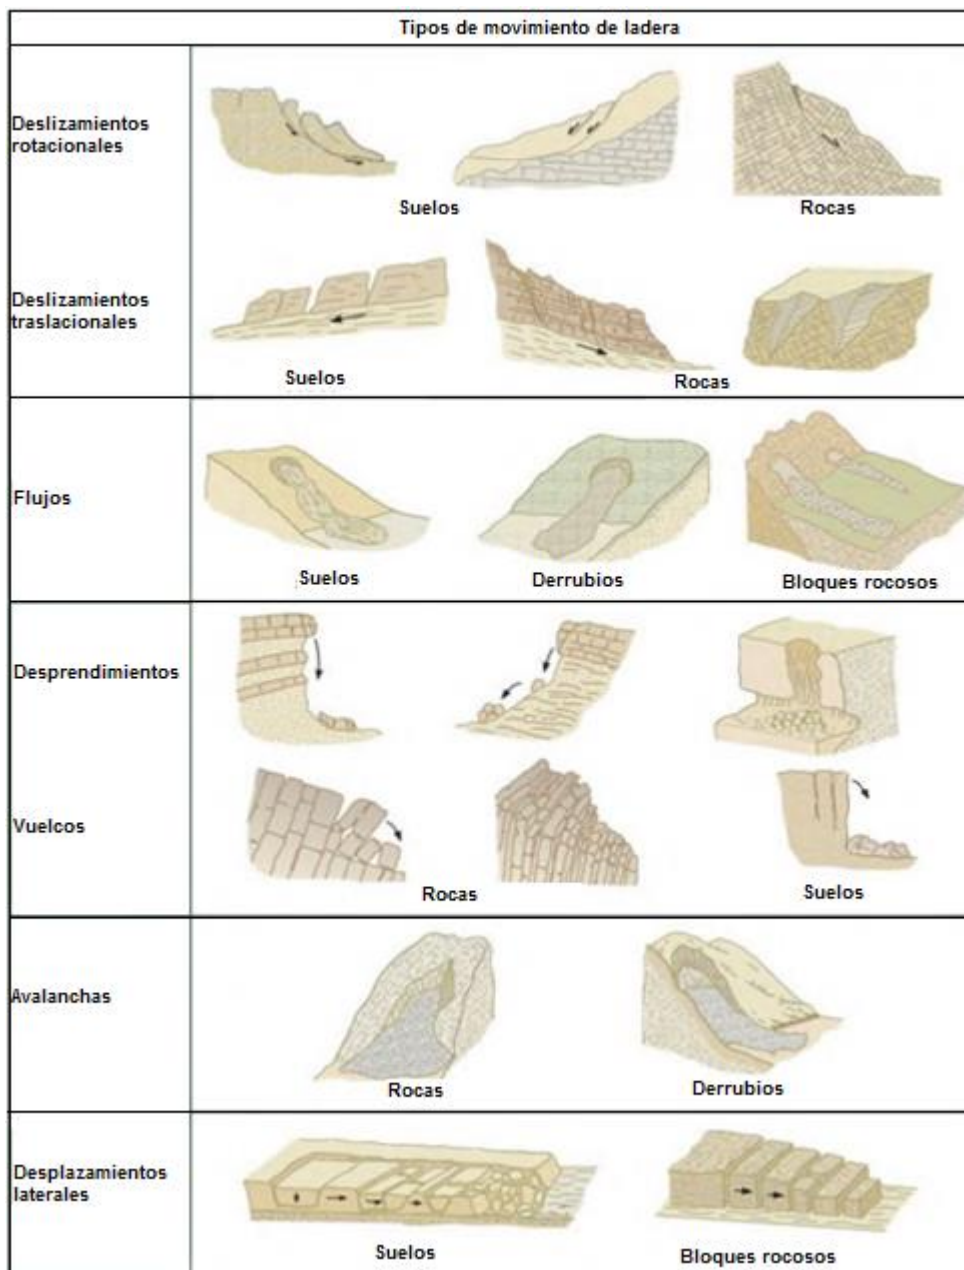 Tipos de movimiento de ladera
Deslizamientos
rotacionales
Suelos
Rocas
Deslizamientos
traslacionales
Suelos
Rocas
Flujos
Suelos
Derrubios
Bloques rocosos
Desprendimientos
Vuelcos
Rocas
Suelos
Avalanchas
Rocas
Derrubios
Desplazamientos
laterales
Suelos
Bloques rocosos